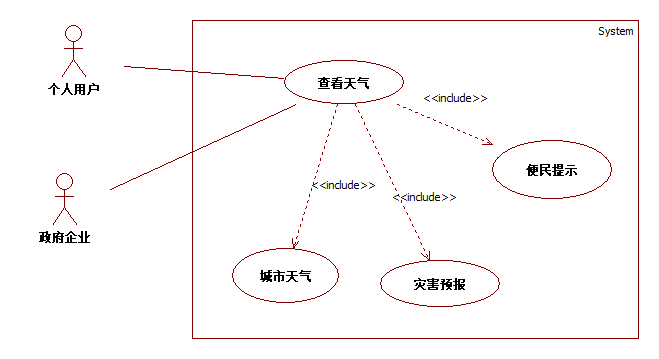 System
个人用户
查看天气
<<include>>
便民提示
政府企业
<<include>>
<<include>>
城市天气
灾害预报